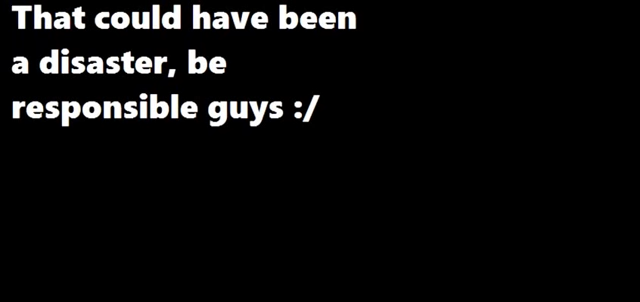 That could have been
a disaster, be
responsible guys :/